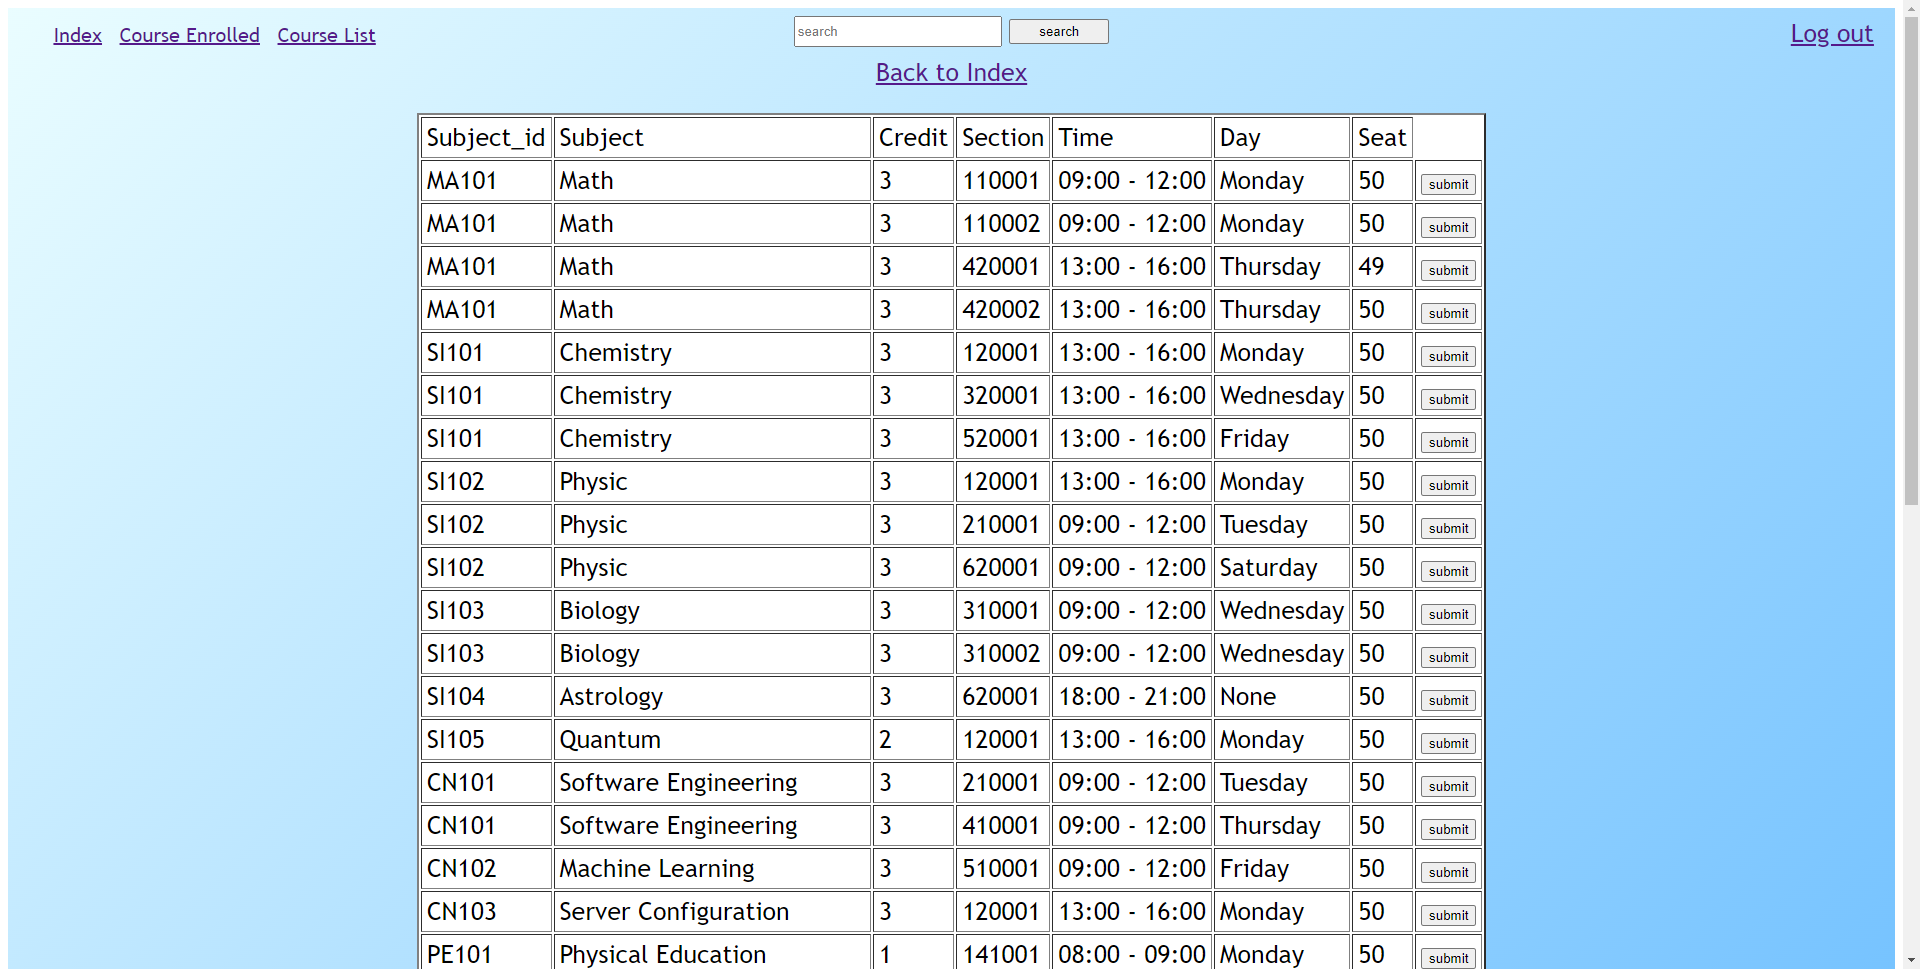 Index Course Enrolled Course List search search Log out
Back to Index
Subject_id Subject Credit Section Time Day Seat
MA101 Math 3 110001 09:00 - 12:00 Monday 50 submit
MA101 Math 3 110002 09:00 - 12:00 Monday 50 submit
MA101 Math 3 420001 13:00 - 16:00 Thursday 49 submit
MA101 Math 3 420002 13:00 - 16:00 Thursday 50 submit
SI101 Chemistry 3 120001 13:00 - 16:00 Monday 50 submit
SI101 Chemistry 3 320001 13:00 - 16:00 Wednesday 50 submit
SI101 Chemistry 3 520001 13:00 - 16:00 Friday 50 submit
SI102 Physic 3 120001 13:00 - 16:00 Monday 50 submit
SI102 Physic 3 210001 09:00 - 12:00 Tuesday 50 submit
SI102 Physic 3 620001 09:00 - 12:00 Saturday 50 submit
SI103 Biology 3 310001 09:00 - 12:00 Wednesday 50 submit
SI103 Biology 3 310002 09:00 - 12:00 Wednesday 50 submit
SI104 Astrology 3 620001 18:00 - 21:00 None 50 submit
SI105 Quantum 2 120001 13:00 - 16:00 Monday 50 submit
CN101 Software Engineering 3 210001 09:00 - 12:00 Tuesday 50 submit
CN101 Software Engineering 3 410001 09:00 - 12:00 Thursday 50 submit
CN102 Machine Learning 3 510001 09:00 - 12:00 Friday 50 submit
CN103 Server Configuration 3 120001 13:00 - 16:00 Monday 50 submit
PE101 Physical Education 1 141001 08:00 - 09:00 Monday 50 submit